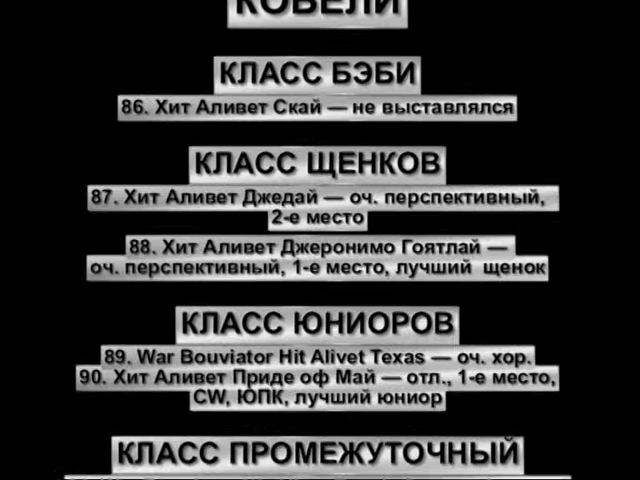 КОБЕЛИ
КЛАСС БЭБИ
86. Хит Аливет Скай — не выставлялся
КЛАСС ЩЕНКОВ
87. Хит Аливет Джедай — оч. перспективный,
2-е место
88. Хит Аливет Джеронимо Гоятлай —
оч. перспективный, 1-е место, лучший щенок
КЛАСС ЮНИОРОВ
89. War Bouviator Hit Alivet Texas — оч. хор.
90. Хит Аливет Приде оф Май — отл., 1-е место,
CW, ЮПК, лучший юниор
КЛАСС ПРОМЕЖУТОЧНЫЙ